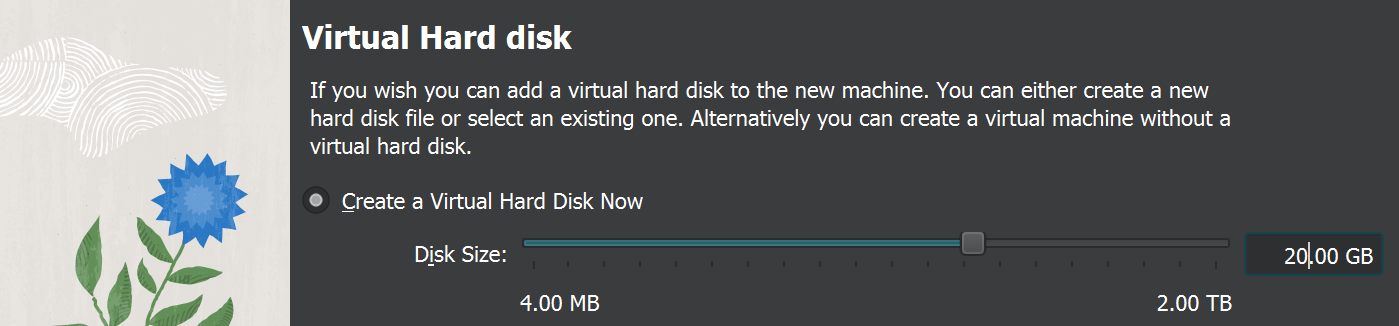 Virtual Hard disk
If you wish you can add a virtual hard disk to the new machine. You can either create a new
hard disk file or select an existing one. Alternatively you can create a virtual machine without a
virtual hard disk.
Create a Virtual Hard Disk Now
Disk Size:
20.00 GB
4.00 MB
2.00 TB